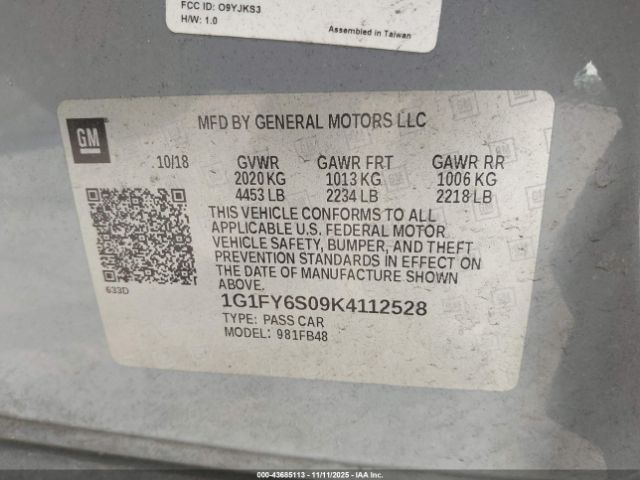 FCC ID: O9YJKS3
H/W: 1.0
Assembled in Taiwan
GM
MFD BY GENERAL MOTORS LLC
10/18 GVWR GAWR FRT GAWR RR
2020 KG 1013 KG 1006 KG
4453 LB 2234 LB 2218 LB
THIS VEHICLE CONFORMS TO ALL
APPLICABLE U.S. FEDERAL MOTOR
VEHICLE SAFETY, BUMPER, AND THEFT
PREVENTION STANDARDS IN EFFECT ON
THE DATE OF MANUFACTURE SHOWN
ABOVE.
633D
1G1FY6S09K4112528
TYPE: PASS CAR
MODEL: 981FB48
000-43685113 - 11/11/2025 - IAA Inc.